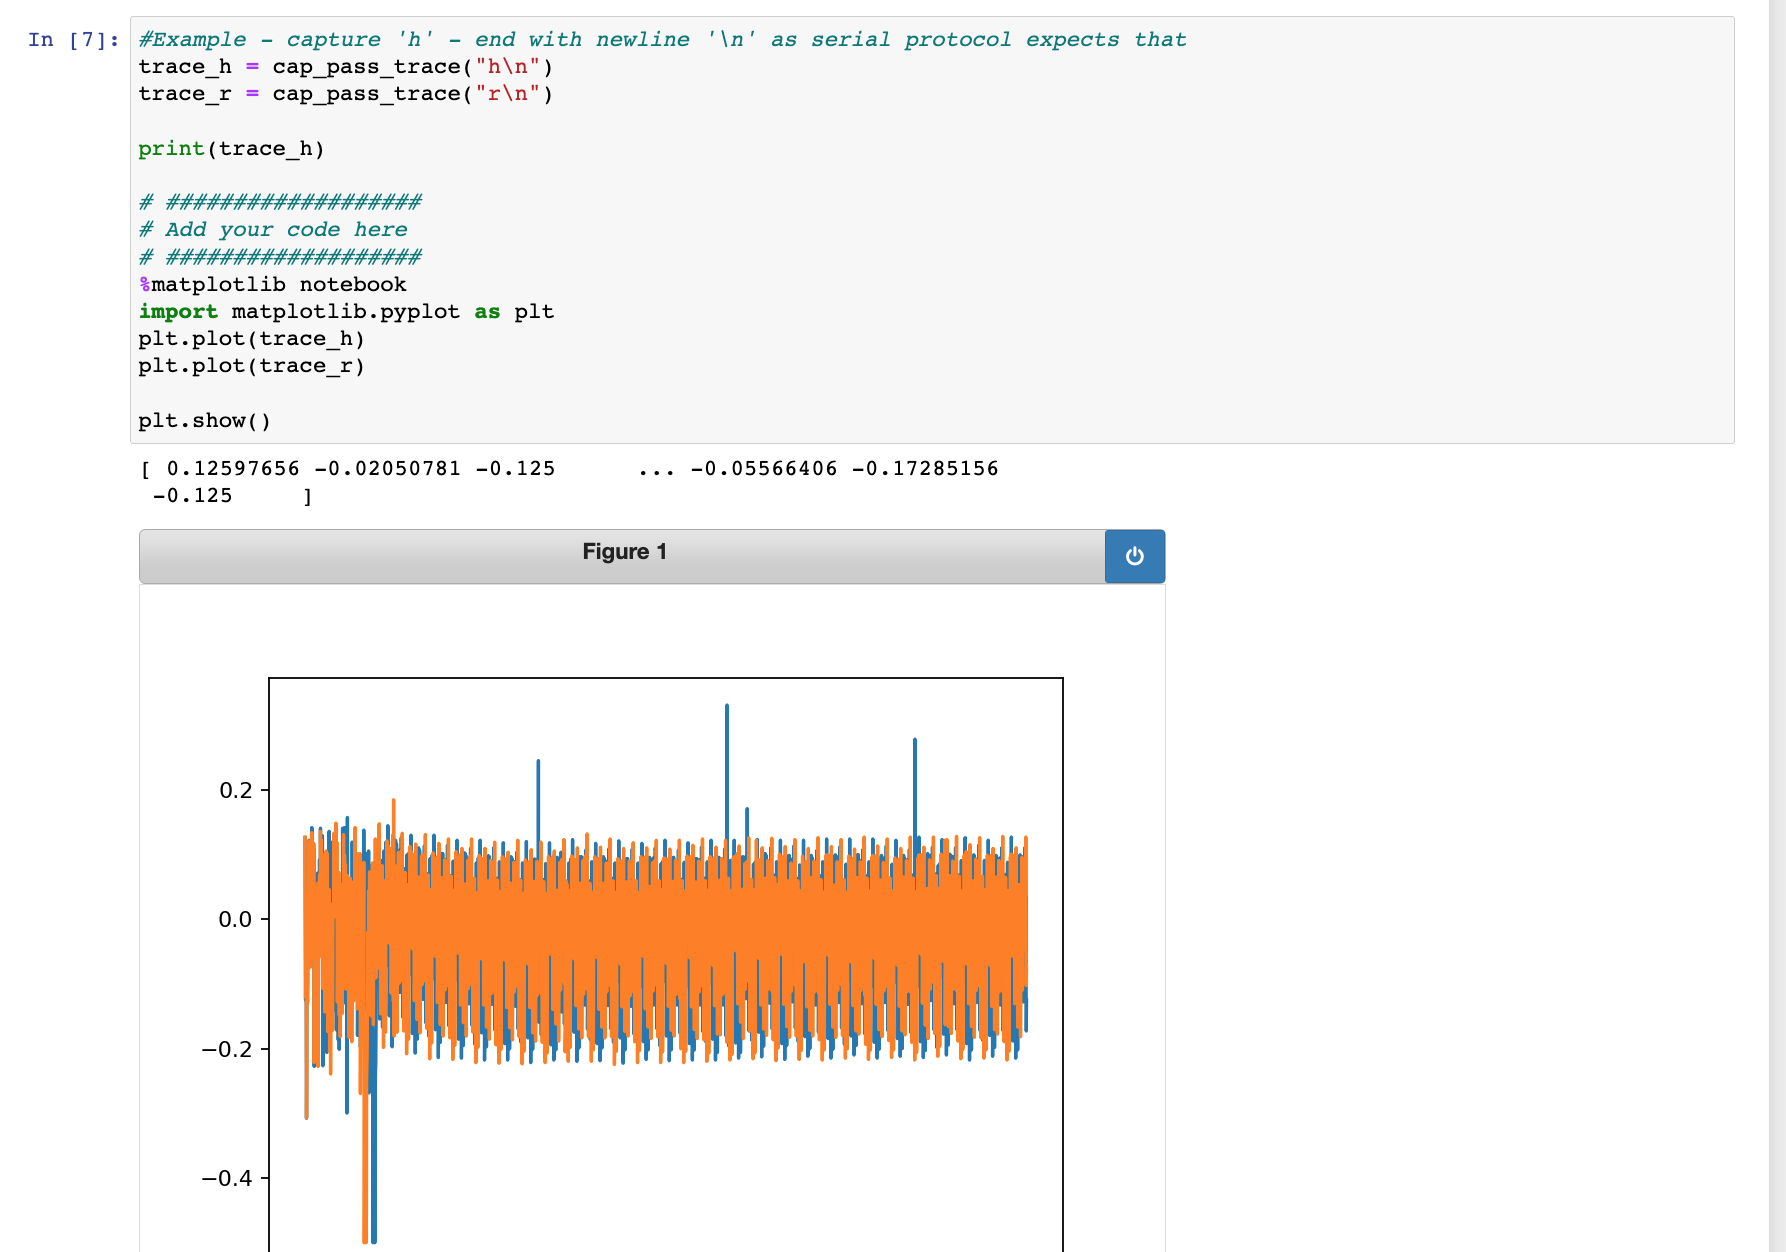 In [7]:
#Example - capture 'h' - end with newline '\n' as serial protocol expects that
trace_h = cap_pass_trace("h\n")
trace_r = cap_pass_trace("r\n")
print(trace_h)
# ###################
# Add your code here
# ###################
%matplotlib notebook
import matplotlib.pyplot as plt
plt.plot(trace_h)
plt.plot(trace_r)
plt.show()
[ 0.12597656 -0.02050781 -0.125 ... -0.05566406 -0.17285156
-0.125 ]
Figure 1
0.2
0.0
−0.2
−0.4